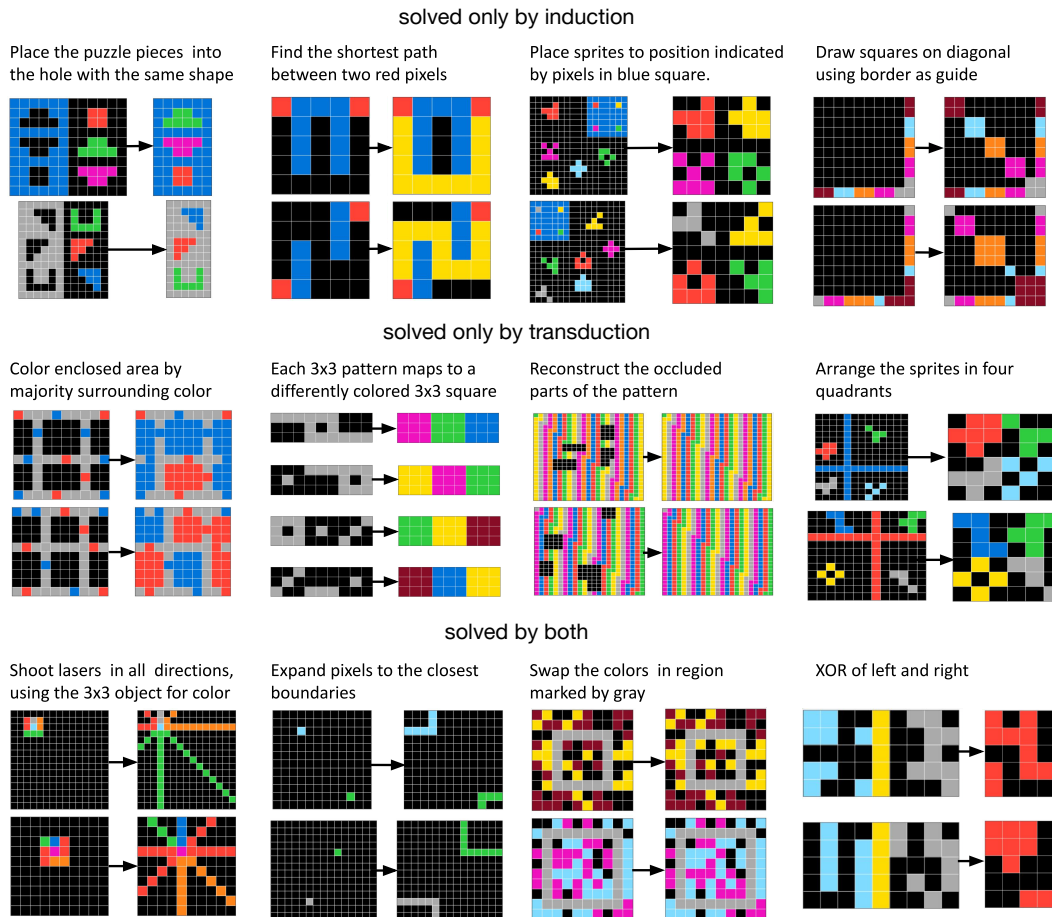 solved only by induction
Place the puzzle pieces into
the hole with the same shape
Find the shortest path
between two red pixels
Place sprites to position indicated
by pixels in blue square.
Draw squares on diagonal
using border as guide
solved only by transduction
Color enclosed area by
majority surrounding color
Each 3x3 pattern maps to a
differently colored 3x3 square
Reconstruct the occluded
parts of the pattern
Arrange the sprites in four
quadrants
solved by both
Shoot lasers in all directions,
using the 3x3 object for color
Expand pixels to the closest
boundaries
Swap the colors in region
marked by gray
XOR of left and right